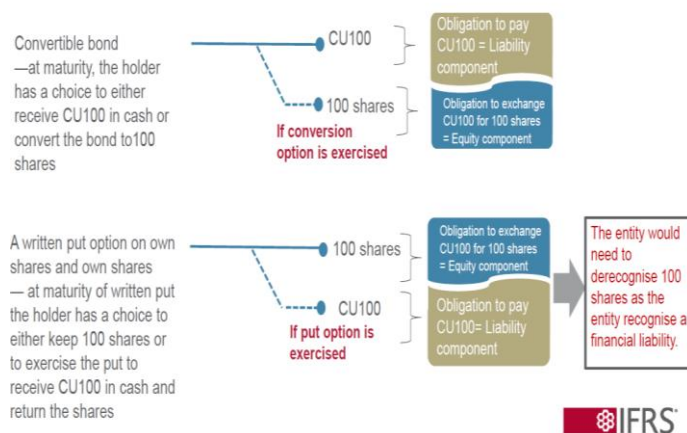 Convertible bond
—at maturity, the holder
has a choice to either
receive CU100 in cash or
convert the bond to100
shares
CU100
100 shares
If conversion
option is exercised
Obligation to pay
CU100 = Liability
component
Obligation to exchange
CU100 for 100 shares
= Equity component
A written put option on own
shares and own shares
— at maturity of written put
the holder has a choice to
either keep 100 shares or
to exercise the put to
receive CU100 in cash and
return the shares
100 shares
CU100
If put option is
exercised
Obligation to exchange
CU100 for 100 shares
= Equity component
Obligation to pay
CU100= Liability
component
The entity would
need to
derecognise 100
shares as the
entity recognise a
financial liability.
IFRS